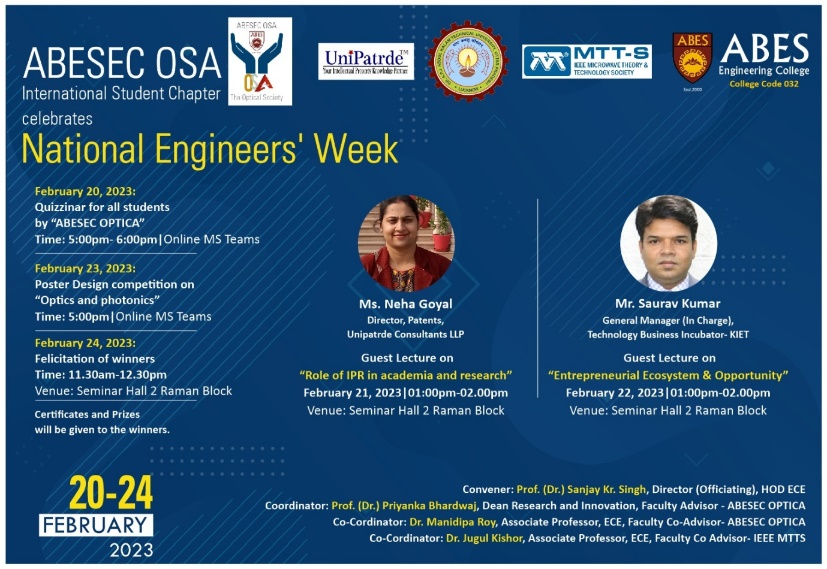 ABESEC OSA
International Student Chapter
celebrates
National Engineers' Week
ABESEC OSA
ABES
OSA
The Optical Society
UniPatrde™
Your Intellectual Property Knowledge Partner
MTT-S
IEEE MICROWAVE THEORY &
TECHNOLOGY SOCIETY
ABES
Estd 2000
ABES
Engineering College
College Code 032
February 20, 2023:
Quizzinar for all students
by “ABESEC OPTICA”
Time: 5:00pm- 6:00pm|Online MS Teams
February 23, 2023:
Poster Design competition on
“Optics and photonics”
Time: 5:00pm|Online MS Teams
February 24, 2023:
Felicitation of winners
Time: 11.30am-12.30pm
Venue: Seminar Hall 2 Raman Block
Certificates and Prizes
will be given to the winners.
Ms. Neha Goyal
Director, Patents,
Unipatrde Consultants LLP
Guest Lecture on
“Role of IPR in academia and research”
February 21, 2023|01:00pm-02.00pm
Venue: Seminar Hall 2 Raman Block
Mr. Saurav Kumar
General Manager (In Charge),
Technology Business Incubator- KIET
Guest Lecture on
“Entrepreneurial Ecosystem & Opportunity”
February 22, 2023|01:00pm-02.00pm
Venue: Seminar Hall 2 Raman Block
20-24
FEBRUARY
2023
Convener: Prof. (Dr.) Sanjay Kr. Singh, Director (Officiating), HOD ECE
Coordinator: Prof. (Dr.) Priyanka Bhardwaj, Dean Research and Innovation, Faculty Advisor - ABESEC OPTICA
Co-Cordinator: Dr. Manidipa Roy, Associate Professor, ECE, Faculty Co-Advisor- ABESEC OPTICA
Co-Cordinator: Dr. Jugul Kishor, Associate Professor, ECE, Faculty Co Advisor- IEEE MTTS